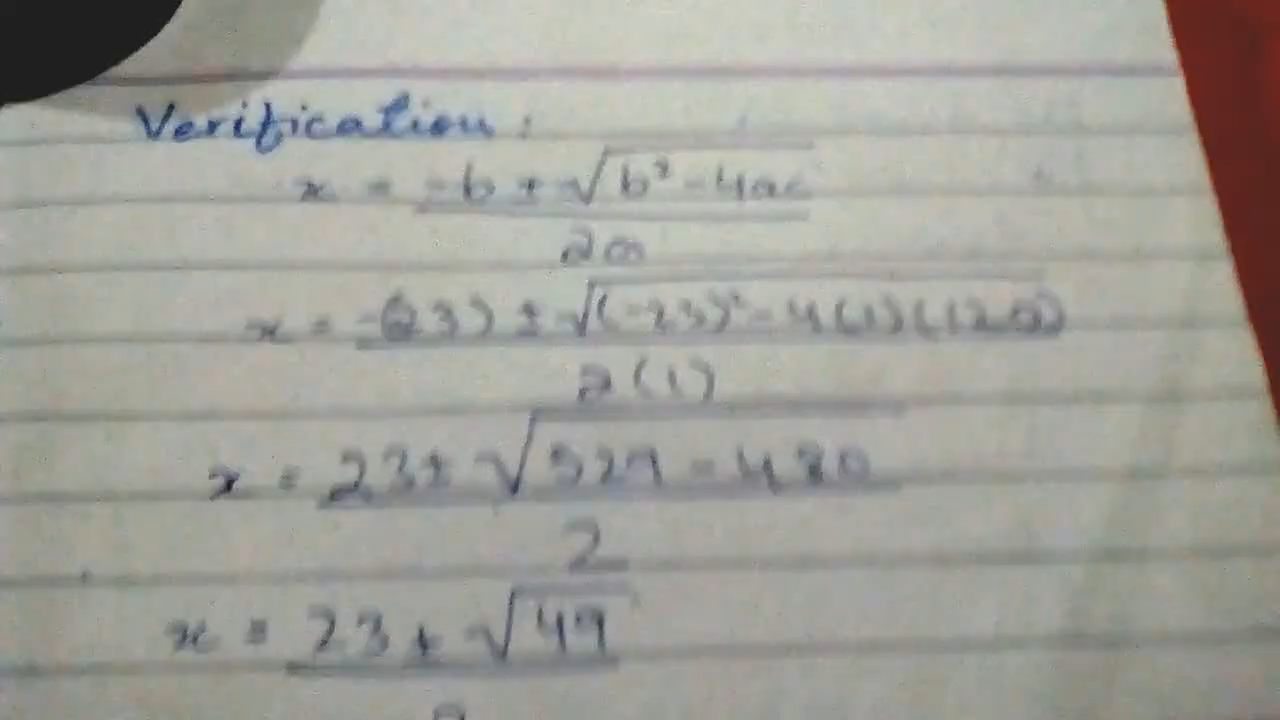 Verification:
x = -b ± √b² - 4ac
2a
x = -(23) ± √(-23)² - 4(1)(120)
2(1)
x = 23 ± √529 - 480
2
x = 23 ± √49